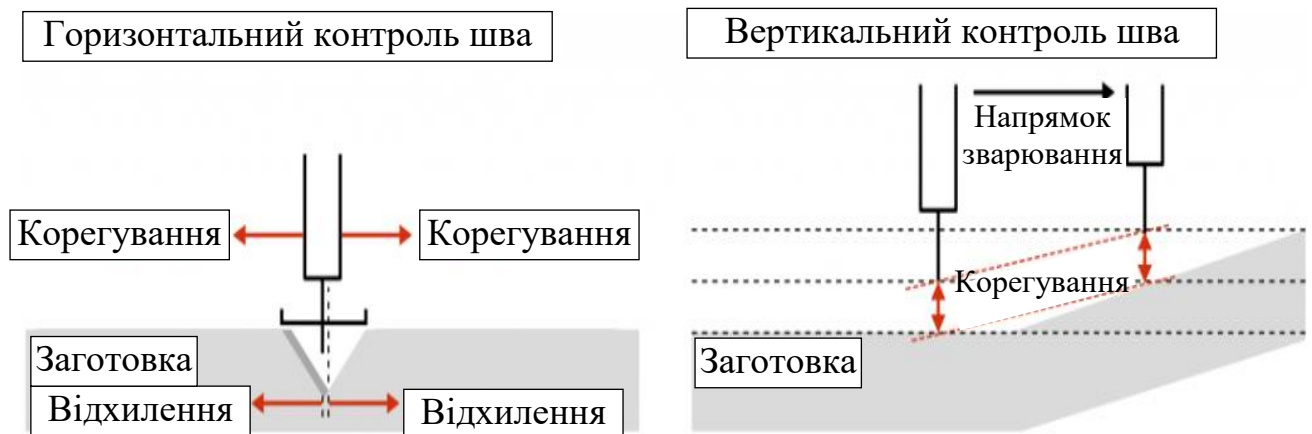 Горизонтальний контроль шва
Корегування
Корегування
Заготовка
Відхилення
Відхилення
Вертикальний контроль шва
Напрямок
зварювання
Корегування
Заготовка